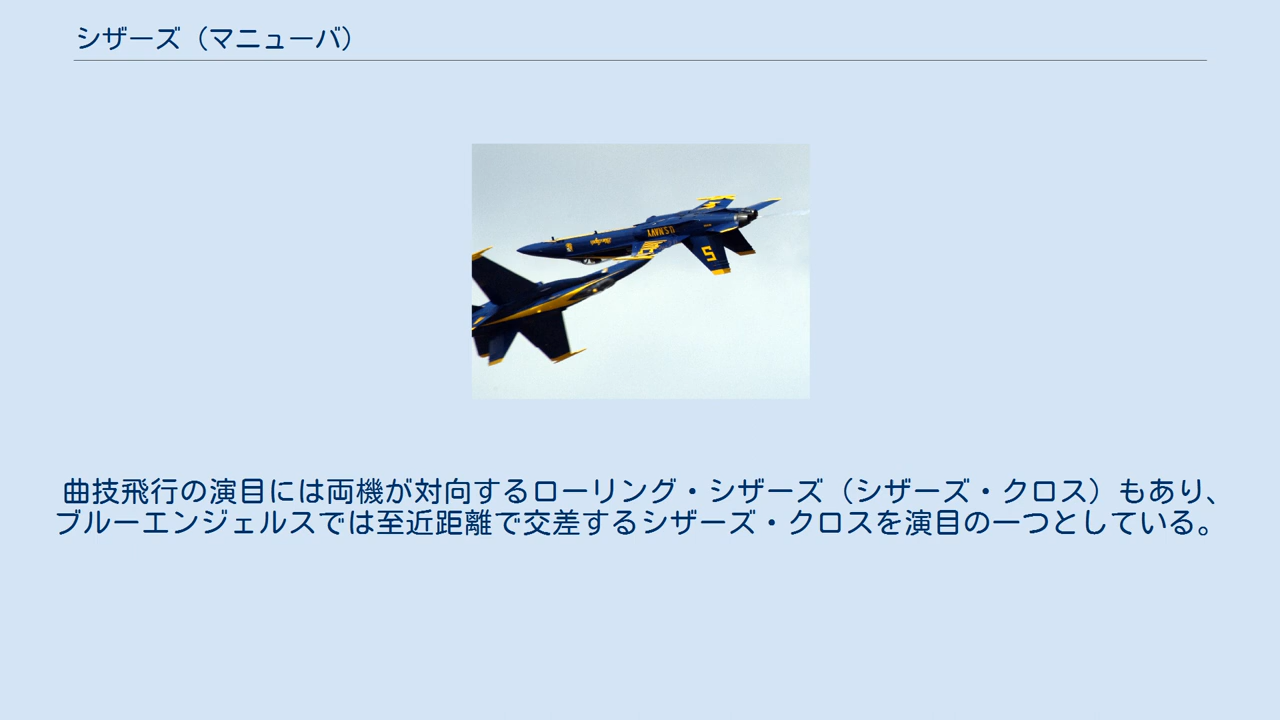 シザーズ（マニューバ）
U.S.NAVY
5
曲技飛行の演目には両機が対向するローリング・シザーズ（シザーズ・クロス）もあり、
ブルーエンジェルスでは至近距離で交差するシザーズ・クロスを演目の一つとしている。